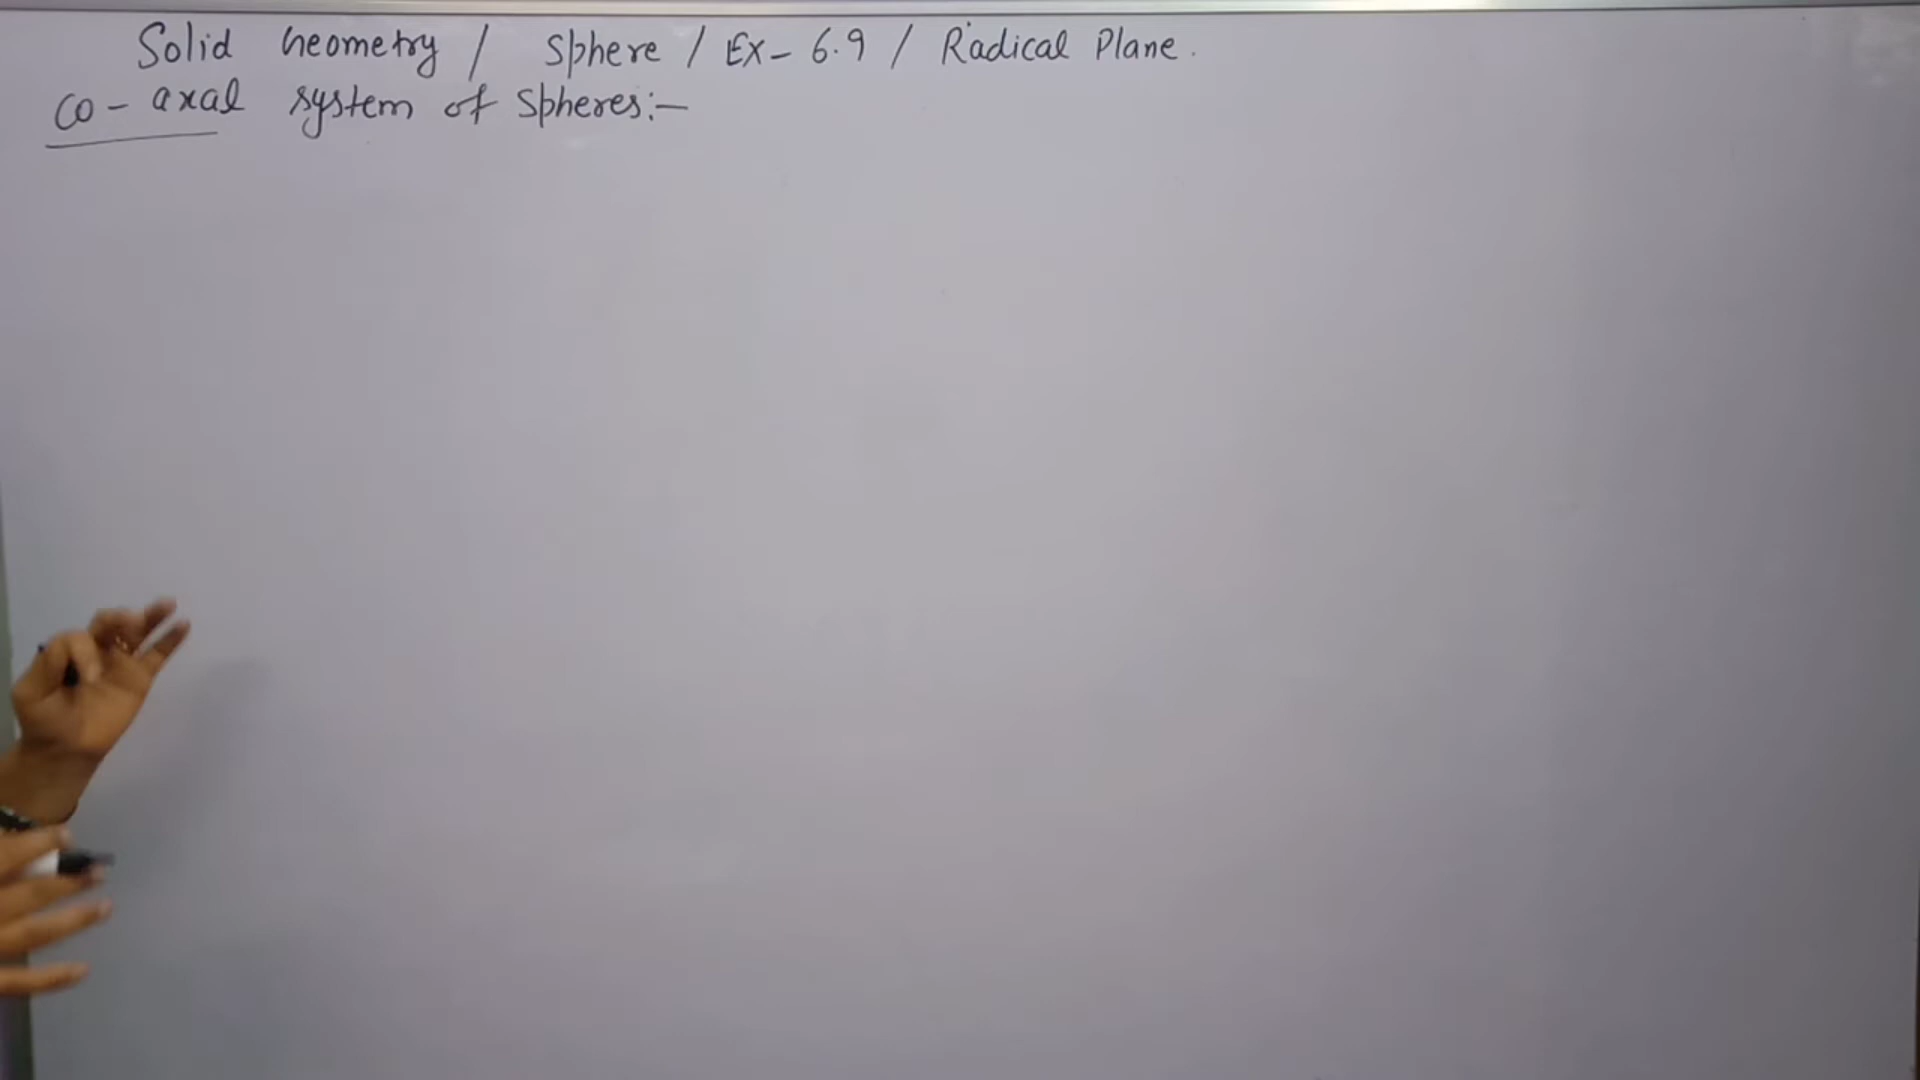 Solid Geometry / Sphere / Ex - 6.9 / Radical Plane.
co - axal system of spheres:-